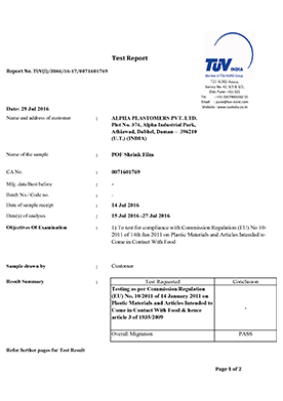 Test Report
Report No. TUV(I)/3866/16-17/0071601769
TÜV INDIA
Member of TUV NORD Group
Date: 29 Jul 2016
Name and address of customer : ALPHA PLASTOMERS PVT. LTD.
Plot No. 374, Alpha Industrial Park,
Athiawad, Dabhel, Daman – 396210
(U.T.) (INDIA)
Name of the sample : POF Shrink Film
CA No. : 0071601769
Mfg. date/Best before : -
Batch No. / Code no. : -
Date of sample receipt : 14 Jul 2016
Date(s) of analyses : 15 Jul 2016 -27 Jul 2016
Objectives Of Examination : 1) To test for compliance with Commission Regulation (EU) No 10-
2011 of 14th Jan 2011 on Plastic Materials and Articles Intended to
Come in Contact With Food
Sample drawn by : Customer
Result Summary :
Test Requested Conclusion
Testing as per Commission Regulation
(EU) No. 10/2011 of 14 January 2011 on
Plastic Materials and Articles Intended to
Come in Contact With Food & hence
article 3 of 1935/2009
-
Overall Migration PASS
Refer further pages for Test Result
Page 1 of 2